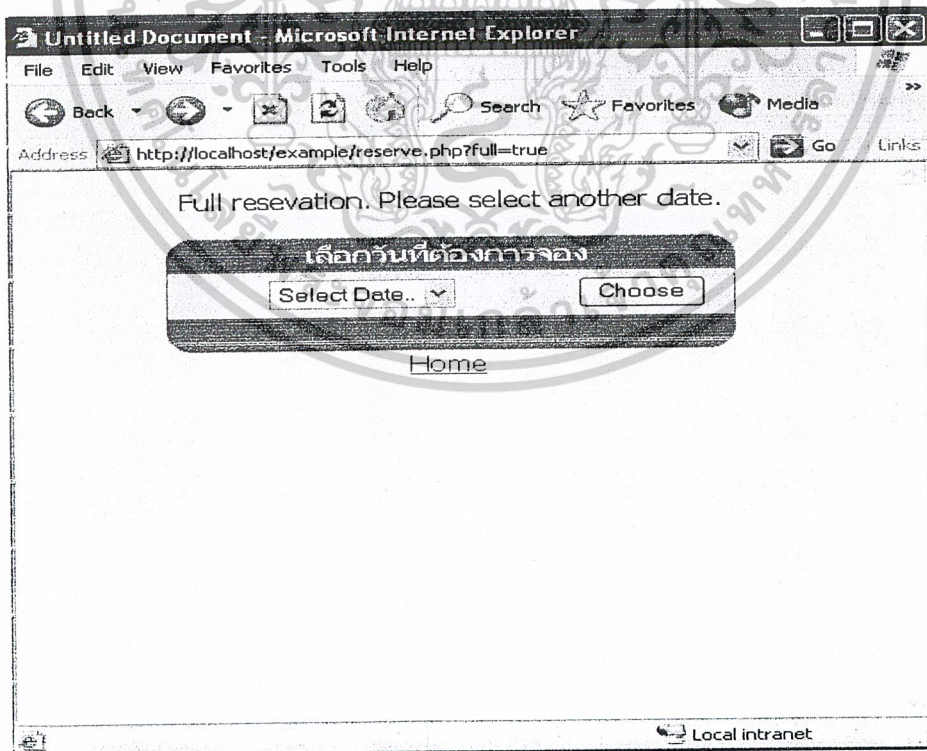 Untitled Document - Microsoft Internet Explorer
File Edit View Favorites Tools Help
Back Search Favorites Media
Address http://localhost/example/reserve.php?full=true Go Links
Full resevation. Please select another date.
เลือกวันที่ต้องการจอง
Select Date.. Choose
Home
Local intranet